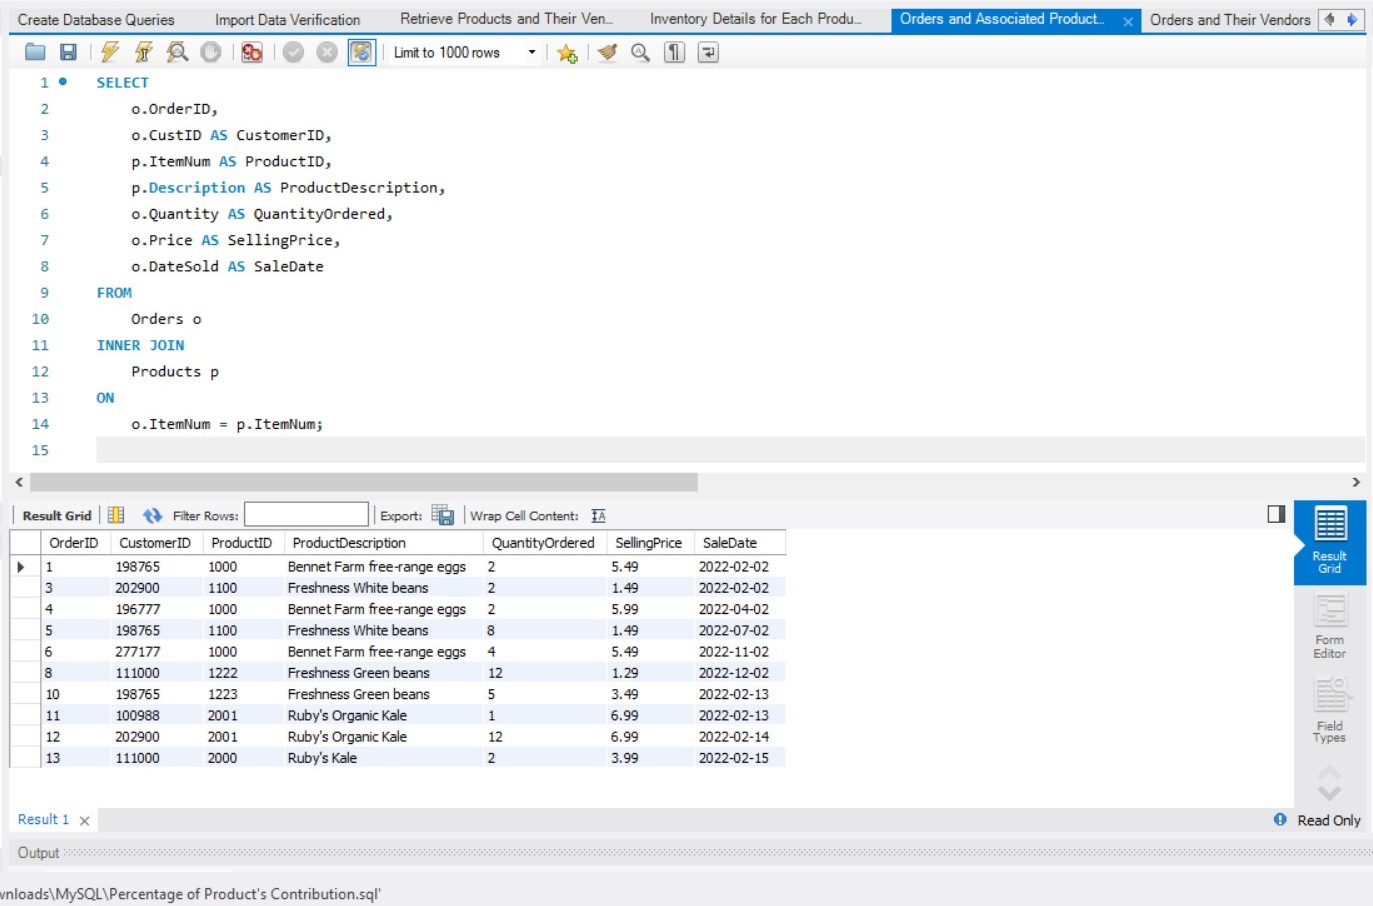 Create Database Queries Import Data Verification Retrieve Products and Their Ven... Inventory Details for Each Produ... Orders and Associated Product... × Orders and Their Vendors
Limit to 1000 rows
1 SELECT
2 o.OrderID,
3 o.CustID AS CustomerID,
4 p.ItemNum AS ProductID,
5 p.Description AS ProductDescription,
6 o.Quantity AS QuantityOrdered,
7 o.Price AS SellingPrice,
8 o.DateSold AS SaleDate
9 FROM
10 Orders o
11 INNER JOIN
12 Products p
13 ON
14 o.ItemNum = p.ItemNum;
15
Result Grid Filter Rows: Export: Wrap Cell Content: IA
OrderID CustomerID ProductID ProductDescription QuantityOrdered SellingPrice SaleDate
1 198765 1000 Bennet Farm free-range eggs 2 5.49 2022-02-02
3 202900 1100 Freshness White beans 2 1.49 2022-02-02
4 196777 1000 Bennet Farm free-range eggs 2 5.99 2022-04-02
5 198765 1100 Freshness White beans 8 1.49 2022-07-02
6 277177 1000 Bennet Farm free-range eggs 4 5.49 2022-11-02
8 111000 1222 Freshness Green beans 12 1.29 2022-12-02
10 198765 1223 Freshness Green beans 5 3.49 2022-02-13
11 100988 2001 Ruby's Organic Kale 1 6.99 2022-02-13
12 202900 2001 Ruby's Organic Kale 12 6.99 2022-02-14
13 111000 2000 Ruby's Kale 2 3.99 2022-02-15
Result
Grid
Form
Editor
Field
Types
Result 1 × Read Only
Output
wnloads\MySQL\Percentage of Product's Contribution.sql'